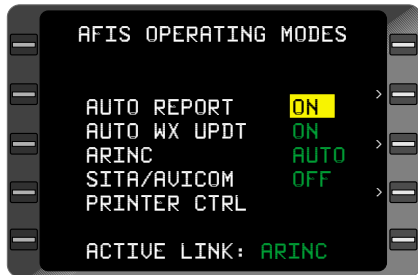 AFIS OPERATING MODES
AUTO REPORT ON >
AUTO WX UPDT ON
ARINC AUTO >
SITA/AVICOM OFF
PRINTER CTRL >
ACTIVE LINK: ARINC